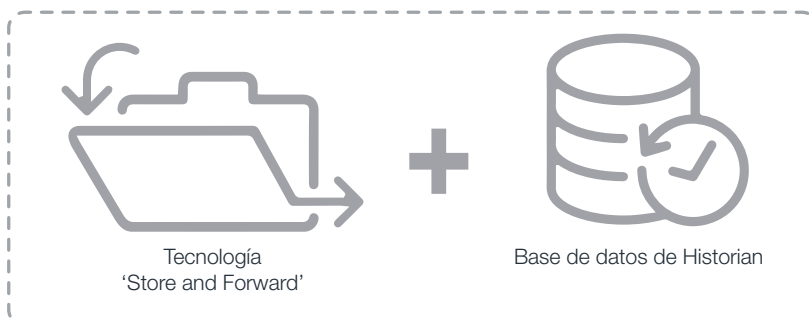 Tecnología
‘Store and Forward’
Base de datos de Historian